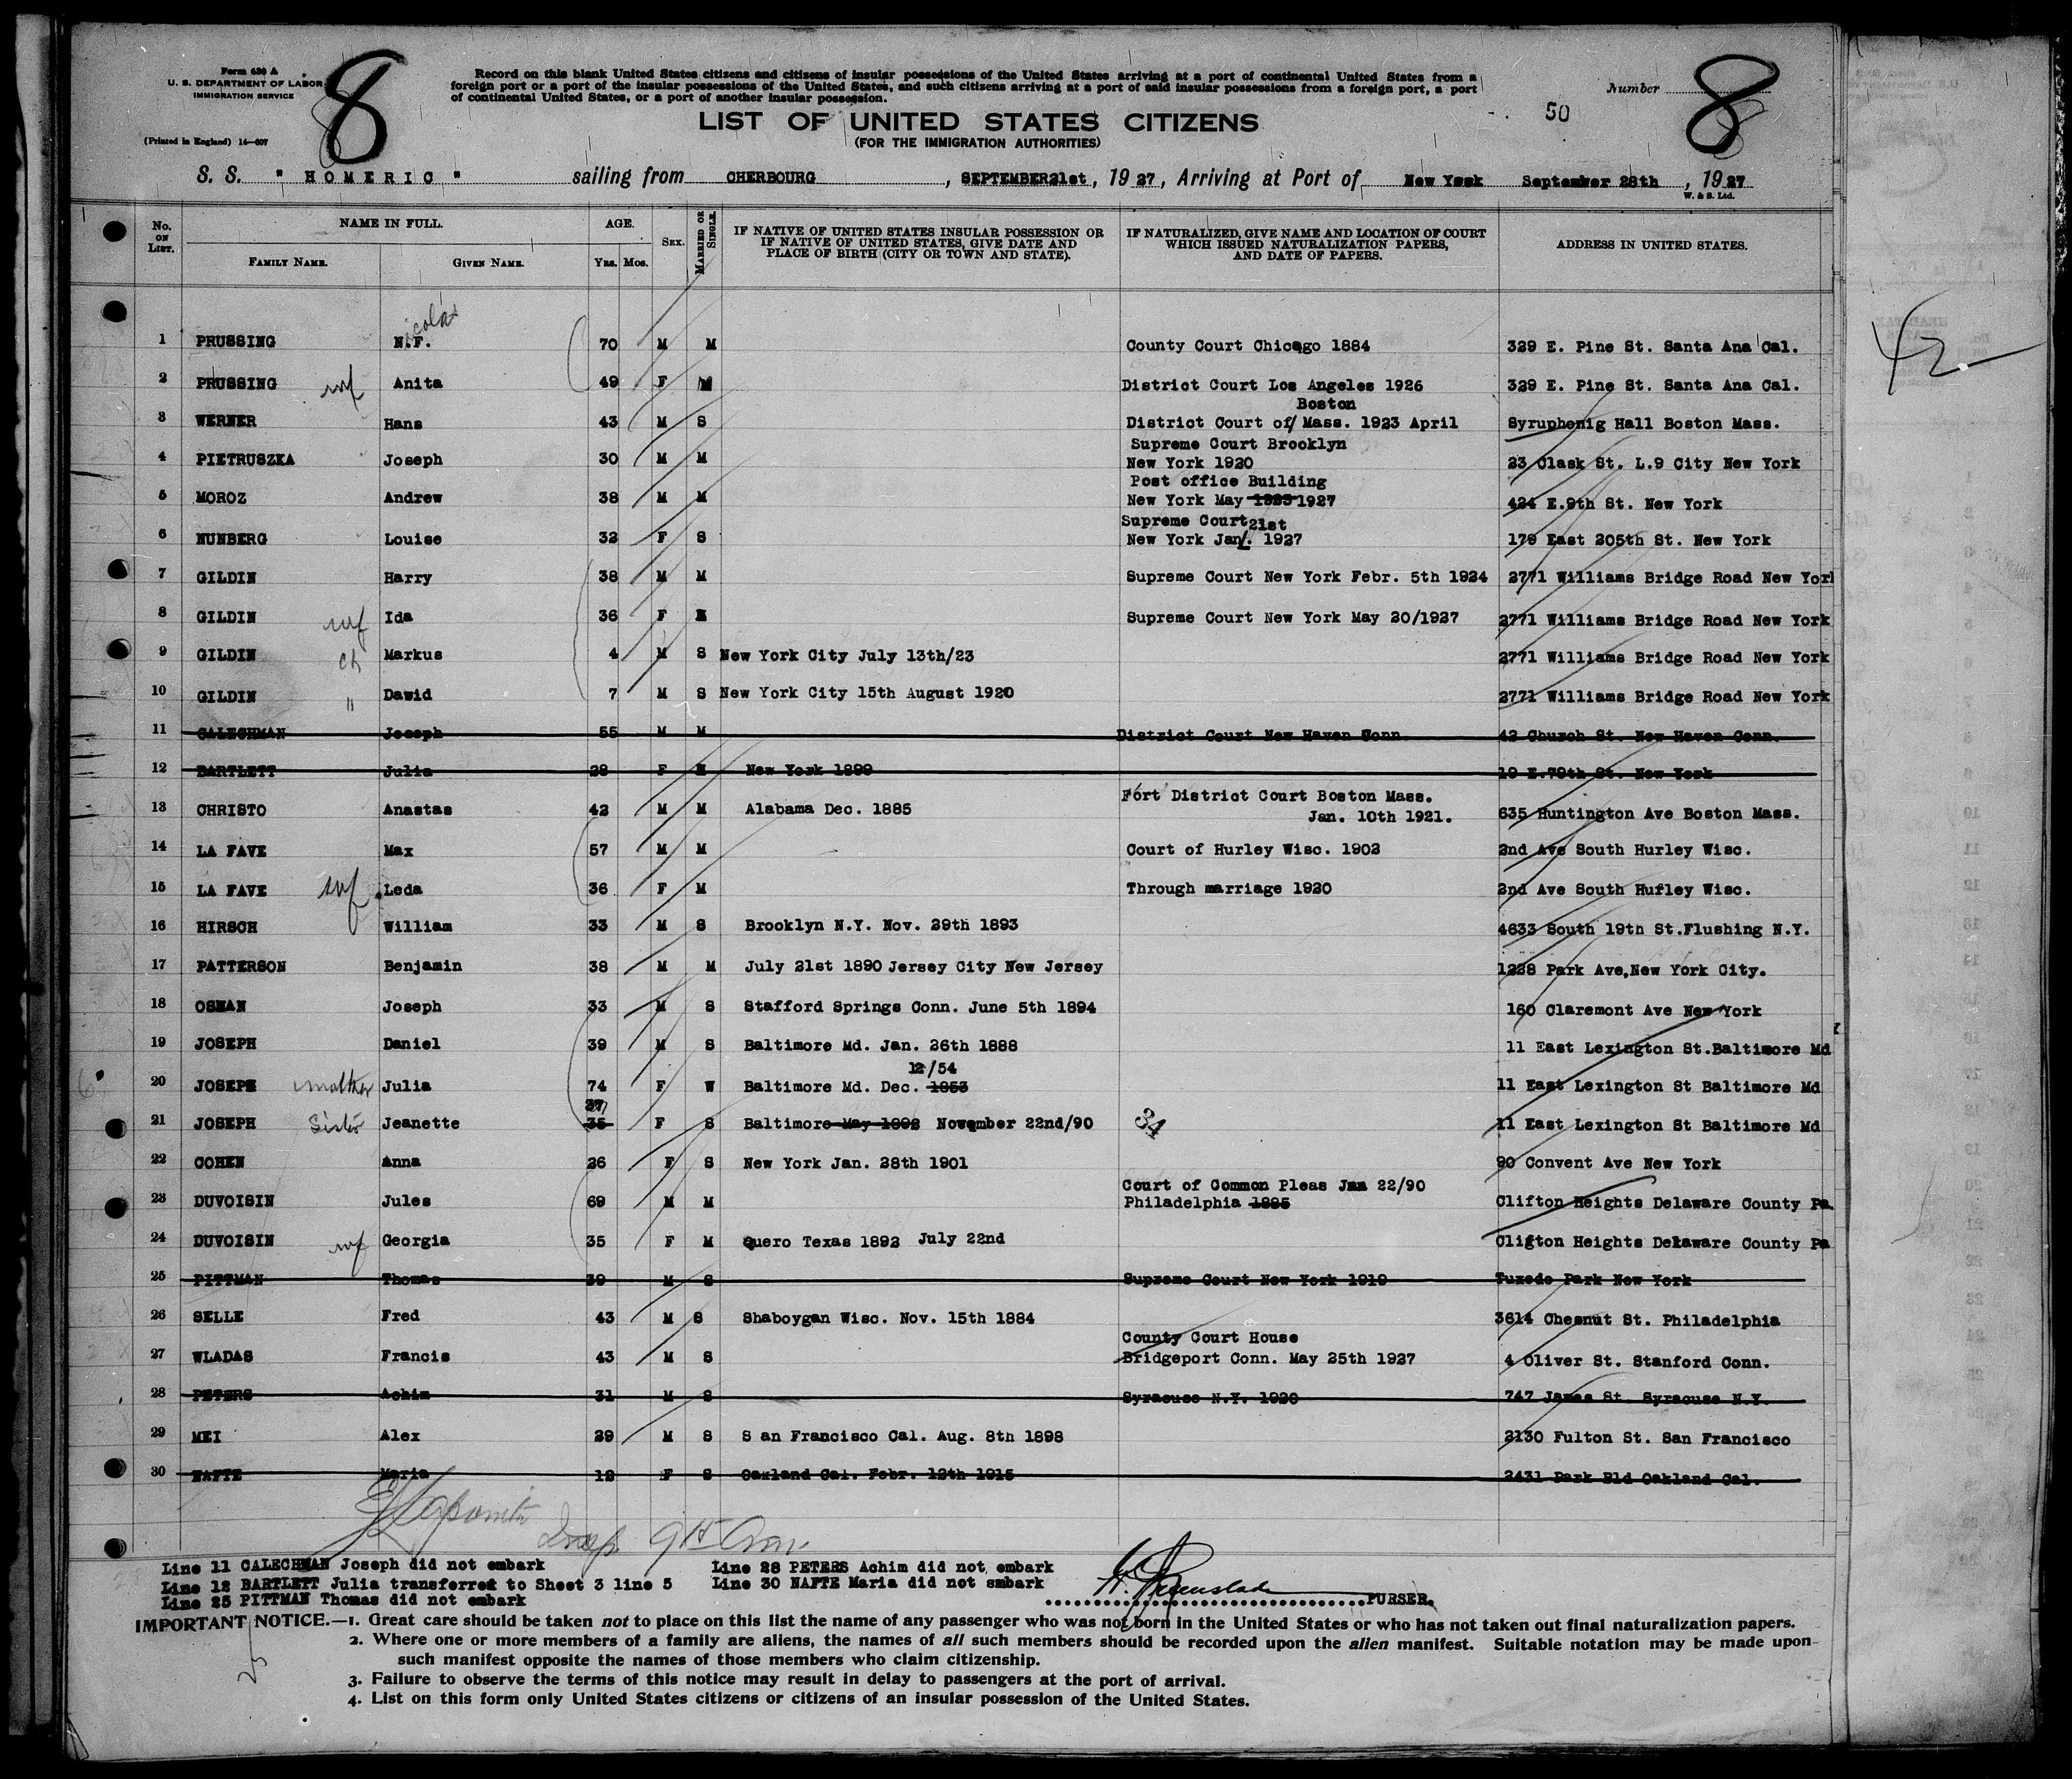 Form 630 A
U. S. DEPARTMENT OF LABOR
IMMIGRATION SERVICE
(Printed in England) 14—607
8
Record on this blank United States citizens and citizens of insular possessions of the United States arriving at a port of continental United States from a
foreign port or a port of the insular possessions of the United States, and such citizens arriving at a port of said insular possessions from a foreign port, a port
of continental United States, or a port of another insular possession.
Number 8
50
LIST OF UNITED STATES CITIZENS
(FOR THE IMMIGRATION AUTHORITIES)
S. S. " HOMERIC " sailing from CHERBOURG, SEPTEMBER21st, 1927, Arriving at Port of New York September 28th, 1927
W. & S. Ltd.
No. ON LIST. NAME IN FULL. FAMILY NAME. GIVEN NAME. AGE. YRS. MOS. SEX. MARRIED OR SINGLE. IF NATIVE OF UNITED STATES INSULAR POSSESSION OR IF NATIVE OF UNITED STATES, GIVE DATE AND PLACE OF BIRTH (CITY OR TOWN AND STATE). IF NATURALIZED, GIVE NAME AND LOCATION OF COURT WHICH ISSUED NATURALIZATION PAPERS, AND DATE OF PAPERS. ADDRESS IN UNITED STATES.
42
1 PRUSSING N.F. Nicolas 70 M M County Court Chicago 1884 329 E. Pine St. Santa Ana Cal.
2 PRUSSING wf Anita 49 F M District Court Los Angeles 1926 329 E. Pine St. Santa Ana Cal.
Boston
3 WERNER Hans 43 M S District Court of/ Mass. 1923 April Syruphonig Hall Boston Mass.
Supreme Court Brooklyn
4 PIETRUSZKA Joseph 30 M M New York 1920 23 Clask St. L.9 City New York
Post office Building
5 MOROZ Andrew 38 M M New York May 1923 1927 424 E.9th St. New York
Supreme Court 21st
6 NUNBERG Louise 32 F S New York Jan/. 1927 179 East 205th St. New York
7 GILDIN Harry 38 M M Supreme Court New York Febr. 5th 1924 2771 Williams Bridge Road New Yor
8 GILDIN wf Ida 36 F M Supreme Court New York May 20/1927 2771 Williams Bridge Road New York
9 GILDIN ch Markus 4 M S New York City July 13th/23 2771 Williams Bridge Road New York
10 GILDIN " Dawid 7 M S New York City 15th August 1920 2771 Williams Bridge Road New York
11 CALECHMAN Joseph 55 M M District Court New Haven Conn. 42 Church St. New Haven Conn.
12 BARTLETT Julia 28 F M New York 1899 19 E.79th St. New York
Fort District Court Boston Mass.
13 CHRISTO Anastas 42 M M Alabama Dec. 1885 Jan. 10th 1921. 635 Huntington Ave Boston Mass.
14 LA FAVE Max 57 M M Court of Hurley Wisc. 1902 2nd Ave South Hurley Wisc.
15 LA FAVE wf Leda 36 F M Through marriage 1920 2nd Ave South Hufley Wisc.
16 HIRSCH William 33 M S Brooklyn N.Y. Nov. 29th 1893 4633 South 19th St.Flushing N.Y.
17 PATTERSON Benjamin 38 M M July 21st 1890 Jersey City New Jersey 1228 Park Ave,New York City.
18 OSMAN Joseph 33 M S Stafford Springs Conn. June 5th 1894 160 Claremont Ave New York
19 JOSEPH Daniel 39 M S Baltimore Md. Jan. 26th 1888 11 East Lexington St.Baltimore Md
12/54
20 JOSEPH mother Julia 74 F W Baltimore Md. Dec. 1853 11 East Lexington St Baltimore Md
37
21 JOSEPH Sister Jeanette 35 F S Baltimore May 1892 November 22nd/90 34 11 East Lexington St Baltimore Md
22 COHEN Anna 26 F S New York Jan. 28th 1901 90 Convent Ave New York
Court of Common Pleas Jan 22/90
23 DUVOISIN Jules 69 M M Philadelphia 1885 Clifton Heights Delaware County Pa.
24 DUVOISIN wf Georgia 35 F M Quero Texas 1892 July 22nd Cligton Heights Delaware County Pa
25 PITTMAN Thomas 39 M S Supreme Court New York 1919 Tuxedo Park New York
26 SELLE Fred 43 M S Shaboygan Wisc. Nov. 15th 1884 3614 Chesnut St. Philadelphia
County Court House
27 WLADAS Francis 43 M S Bridgeport Conn. May 25th 1927 4 Oliver St. Stanford Conn.
28 PETERS Achim 31 M S Syracuse N.Y. 1920 747 James St. Syracuse N.Y.
29 MEI Alex 29 M S S an Francisco Cal. Aug. 8th 1898 2130 Fulton St. San Francisco
30 NAFTE Maria 12 F S Oakland Cal. Febr. 12th 1915 2431 Park Bld Oakland Cal.
Line 11 CALECHMAN Joseph did not embark
Line 12 BARTLETT Julia transferred to Sheet 3 line 5
Line 25 PITTMAN Thomas did not embark
Line 28 PETERS Achim did not embark
Line 30 NAFTE Maria did not embark
PURSER.
IMPORTANT NOTICE.—1. Great care should be taken not to place on this list the name of any passenger who was not born in the United States or who has not taken out final naturalization papers.
2. Where one or more members of a family are aliens, the names of all such members should be recorded upon the alien manifest. Suitable notation may be made upon
such manifest opposite the names of those members who claim citizenship.
3. Failure to observe the terms of this notice may result in delay to passengers at the port of arrival.
4. List on this form only United States citizens or citizens of an insular possession of the United States.
25